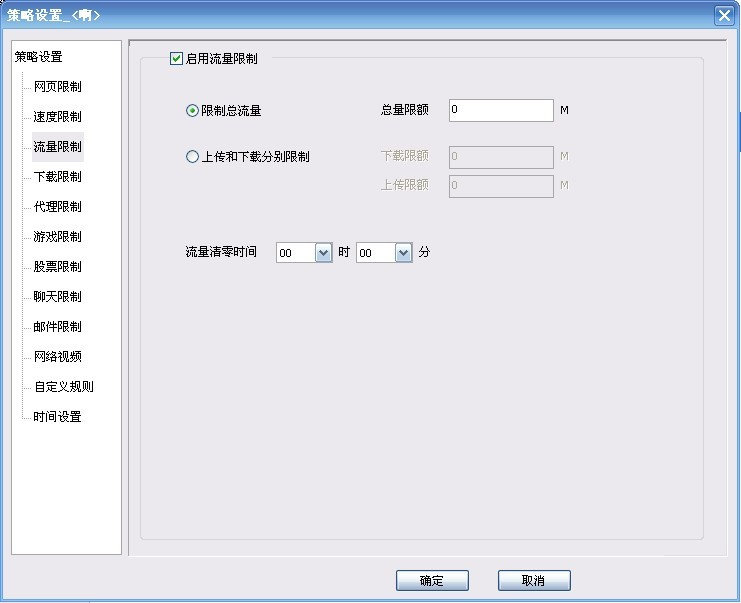 策略设置_<啊>
策略设置
网页限制
速度限制
流量限制
下载限制
代理限制
游戏限制
股票限制
聊天限制
邮件限制
网络视频
自定义规则
时间设置
启用流量限制
限制总流量 总量限额 0 M
上传和下载分别限制 下载限额 0 M
上传限额 0 M
流量清零时间 00 时 00 分
确定 取消